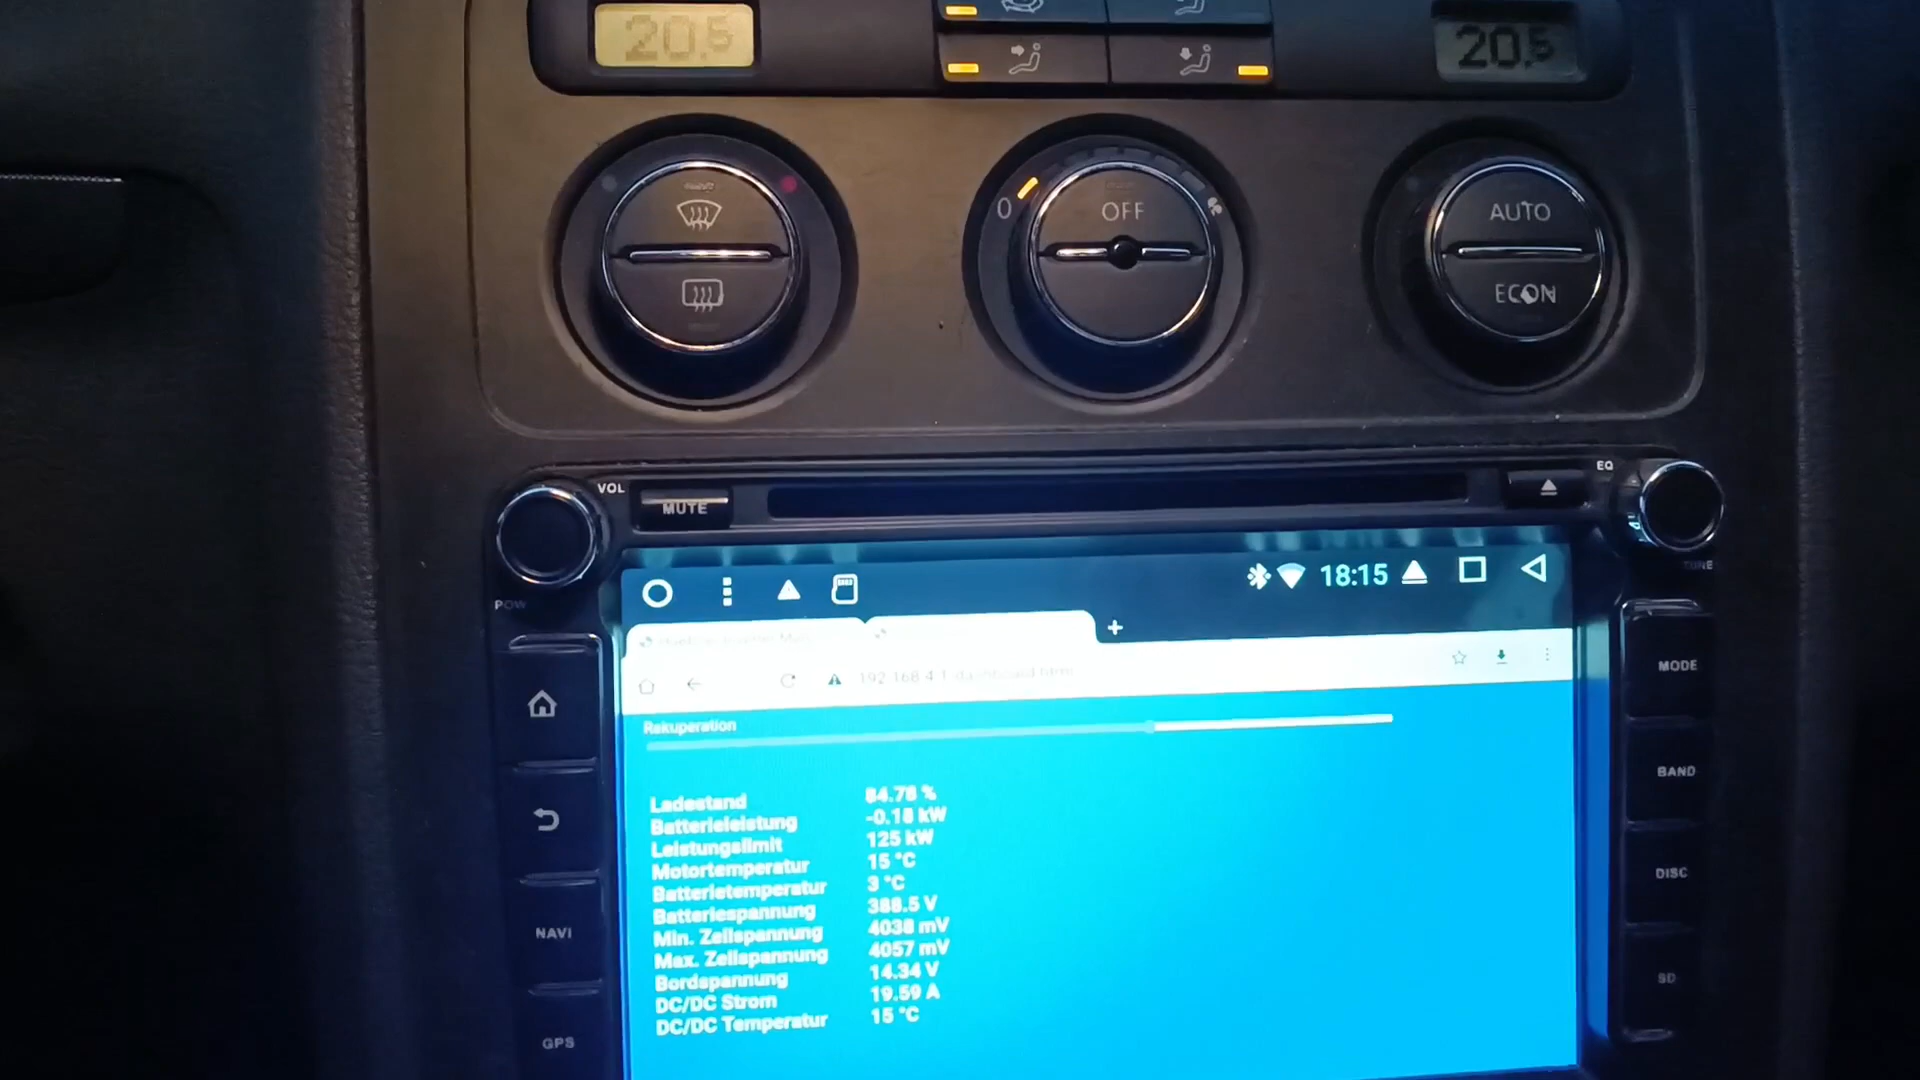 20.5
20.5
0
OFF
AUTO
ECON
VOL
MUTE
EQ
TUNE
POW
18:15
192.168.4.1/dashboard.html
Rekuperation
Ladestand 84.78 %
Batterieleistung -0.18 kW
Leistungslimit 125 kW
Motortemperatur 15 °C
Batterietemperatur 3 °C
Batteriespannung 388.5 V
Min. Zellspannung 4038 mV
Max. Zellspannung 4057 mV
Bordspannung 14.34 V
DC/DC Strom 19.59 A
DC/DC Temperatur 15 °C
NAVI
GPS
MODE
BAND
DISC
SD